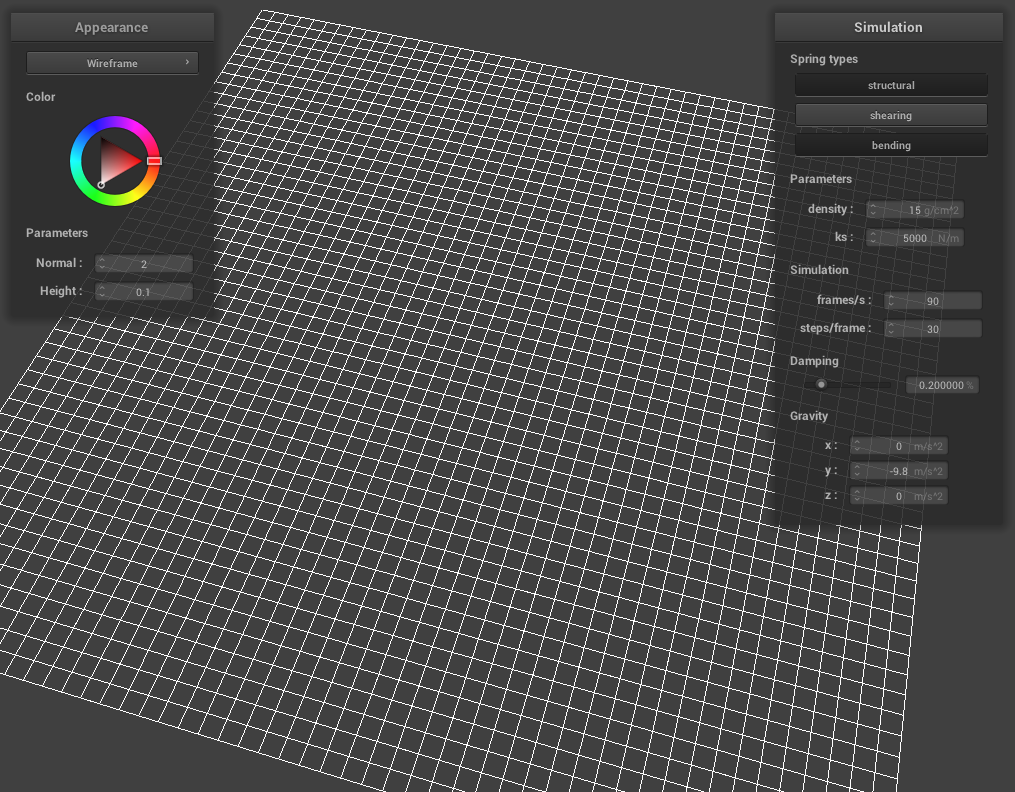 Appearance
Wireframe
Color
Parameters
Normal : 2
Height : 0.1
Simulation
Spring types
structural
shearing
bending
Parameters
density : 15 g/cm^2
ks : 5000 N/m
Simulation
frames/s : 90
steps/frame : 30
Damping
0.200000 %
Gravity
x : 0 m/s^2
y : -9.8 m/s^2
z : 0 m/s^2